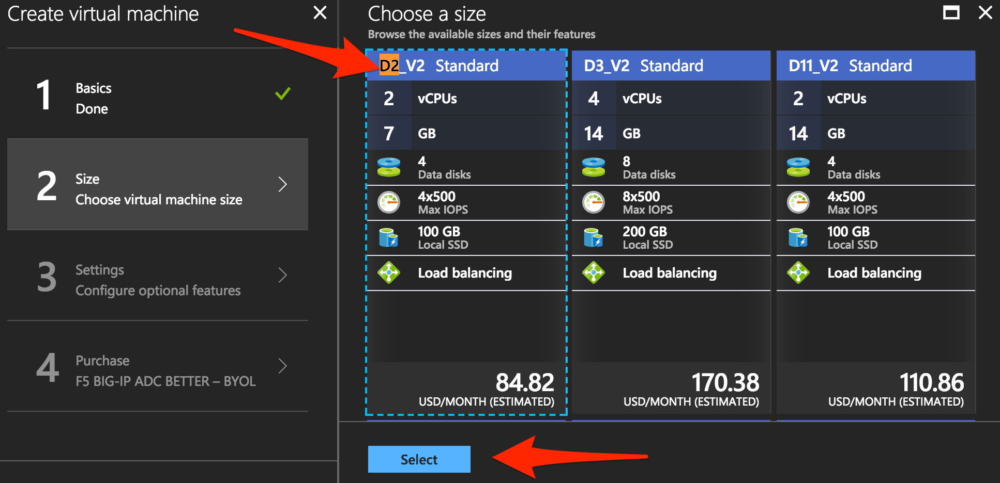 Create virtual machine
1
Basics
Done
2
Size
Choose virtual machine size
3
Settings
Configure optional features
4
Purchase
F5 BIG-IP ADC BETTER – BYOL
Choose a size
Browse the available sizes and their features
D2_V2 Standard
2 vCPUs
7 GB
4
Data disks
4x500
Max IOPS
100 GB
Local SSD
Load balancing
84.82
USD/MONTH (ESTIMATED)
D3_V2 Standard
4 vCPUs
14 GB
8
Data disks
8x500
Max IOPS
200 GB
Local SSD
Load balancing
170.38
USD/MONTH (ESTIMATED)
D11_V2 Standard
2 vCPUs
14 GB
4
Data disks
4x500
Max IOPS
100 GB
Local SSD
Load balancing
110.86
USD/MONTH (ESTIMATED)
Select